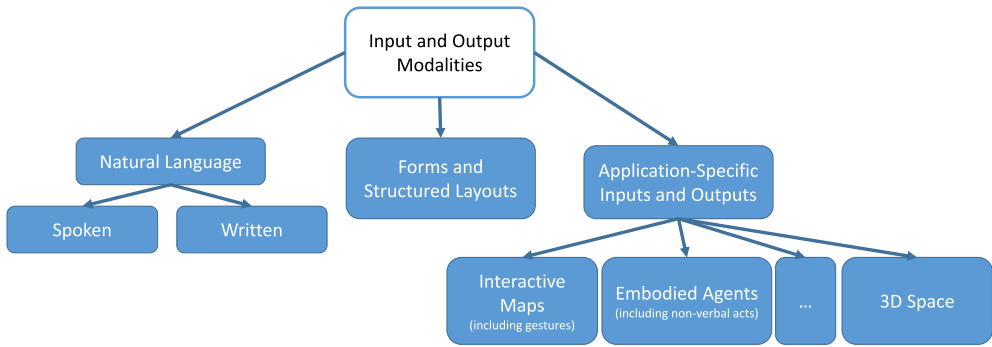 Input and Output
Modalities
Natural Language
Forms and
Structured Layouts
Application-Specific
Inputs and Outputs
Spoken
Written
Interactive
Maps
(including gestures)
Embodied Agents
(including non-verbal acts)
...
3D Space